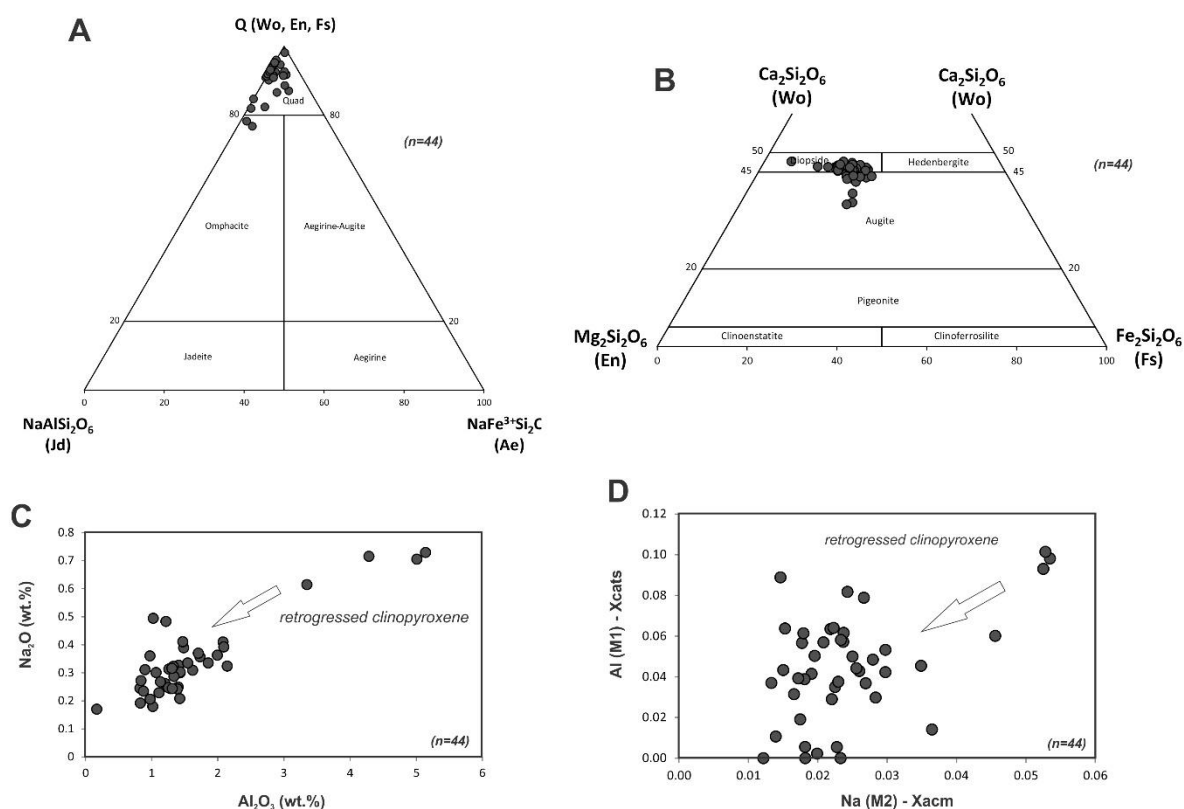 A
Q (Wo, En, Fs)
Quad
80
80
(n=44)
Omphacite
Aegirine-Augite
20
20
Jadeite
Aegirine
0
20
40
60
80
100
NaAlSi₂O₆
(Jd)
NaFe³⁺Si₂C
(Ae)
B
Ca₂Si₂O₆
(Wo)
Ca₂Si₂O₆
(Wo)
50
Diopside
Hedenbergite
50
45
45
(n=44)
Augite
20
20
Pigeonite
Mg₂Si₂O₆
(En)
Clinoenstatite
Clinoferrosilite
Fe₂Si₂O₆
(Fs)
0
20
40
60
80
100
C
0.8
0.7
0.6
0.5
0.4
0.3
0.2
0.1
0
Na₂O (wt.%)
retrogressed clinopyroxene
(n=44)
0
1
2
3
4
5
6
Al₂O₃ (wt.%)
D
0.12
0.10
0.08
0.06
0.04
0.02
0.00
Al (M1) - Xcats
retrogressed clinopyroxene
(n=44)
0.00
0.01
0.02
0.03
0.04
0.05
0.06
Na (M2) - Xacm